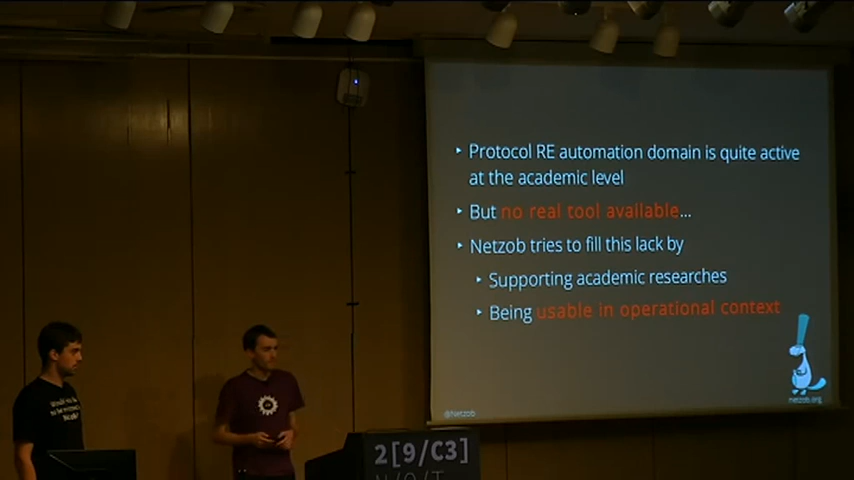 ‣ Protocol RE automation domain is quite active
at the academic level
‣ But no real tool available...
‣ Netzob tries to fill this lack by
‣ Supporting academic researches
‣ Being usable in operational context
netzob.org
@Netzob
2[9/C3]
N/O/T